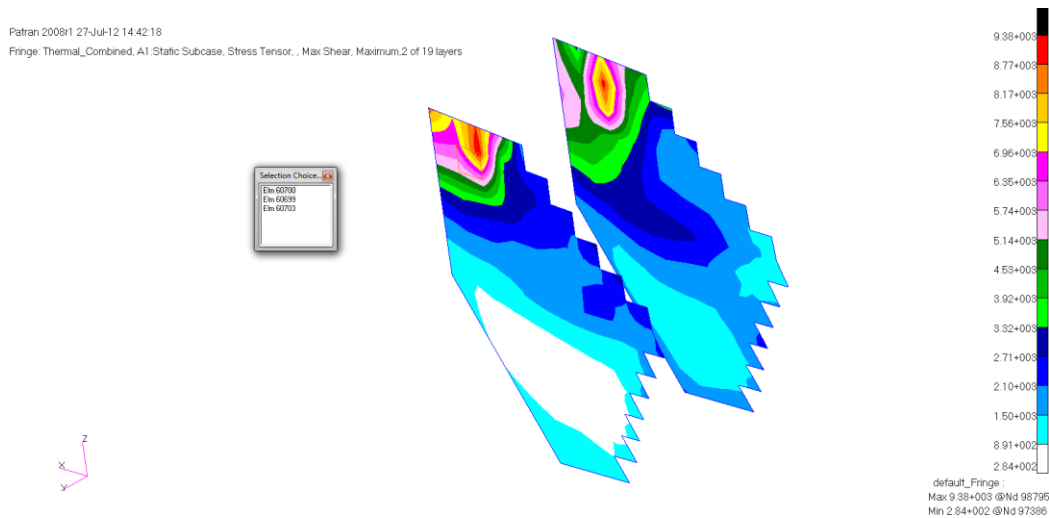 Patran 2008r1 27-Jul-12 14:42:18
Fringe: Thermal_Combined, A1:Static Subcase, Stress Tensor, , Max Shear, Maximum,2 of 19 layers
Selection Choice...
Elm 60700
Elm 60699
Elm 60703
9.38+003
8.77+003
8.17+003
7.56+003
6.96+003
6.35+003
5.74+003
5.14+003
4.53+003
3.92+003
3.32+003
2.71+003
2.10+003
1.50+003
8.91+002
2.84+002
default_Fringe :
Max 9.38+003 @Nd 98795
Min 2.84+002 @Nd 97386
Z
X
Y